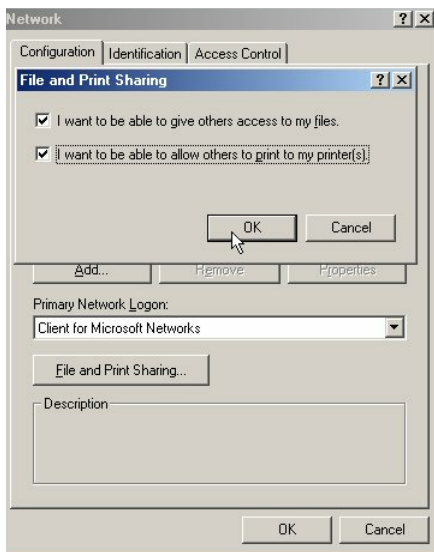 Network
Configuration Identification Access Control
File and Print Sharing
I want to be able to give others access to my files.
I want to be able to allow others to print to my printer(s).
OK Cancel
Add... Remove Properties
Primary Network Logon:
Client for Microsoft Networks
File and Print Sharing...
Description
OK Cancel